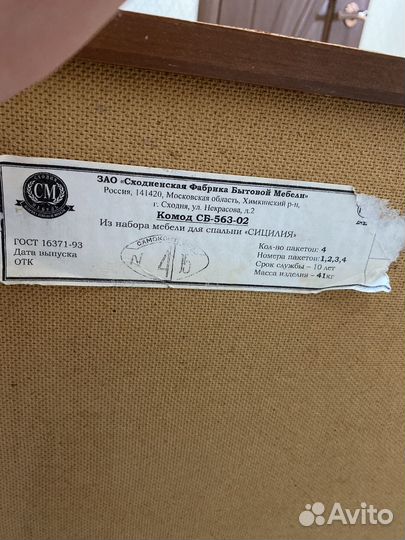 ЗАО «Сходненская Фабрика Бытовой Мебели»
Россия, 141420, Московская область, Химкинский р-н,
г. Сходня, ул. Некрасова, д.2
Комод СБ-563-02
Из набора мебели для спальни «СИЦИЛИЯ»
СМ
ГОСТ 16371-93
Дата выпуска
ОТК
Кол-во пакетов: 4
Номера пакетов: 1,2,3,4
Срок службы - 10 лет
Масса изделия - 41кг
Avito